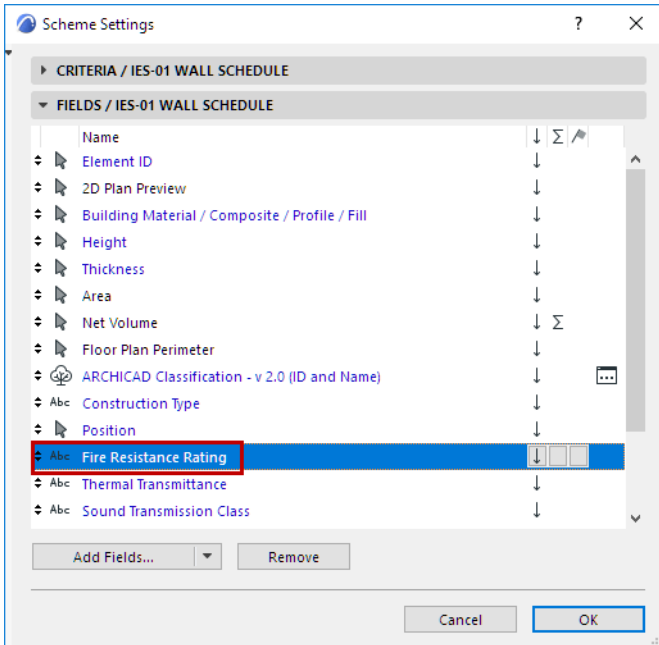 Scheme Settings
?
CRITERIA / IES-01 WALL SCHEDULE
FIELDS / IES-01 WALL SCHEDULE
Name ↓ Σ
Element ID ↓
2D Plan Preview ↓
Building Material / Composite / Profile / Fill ↓
Height ↓
Thickness ↓
Area ↓
Net Volume ↓ Σ
Floor Plan Perimeter ↓
ARCHICAD Classification - v 2.0 (ID and Name) ↓
Abc Construction Type ↓
Position ↓
Abc Fire Resistance Rating ↓
Abc Thermal Transmittance ↓
Abc Sound Transmission Class ↓
Add Fields... Remove
Cancel OK